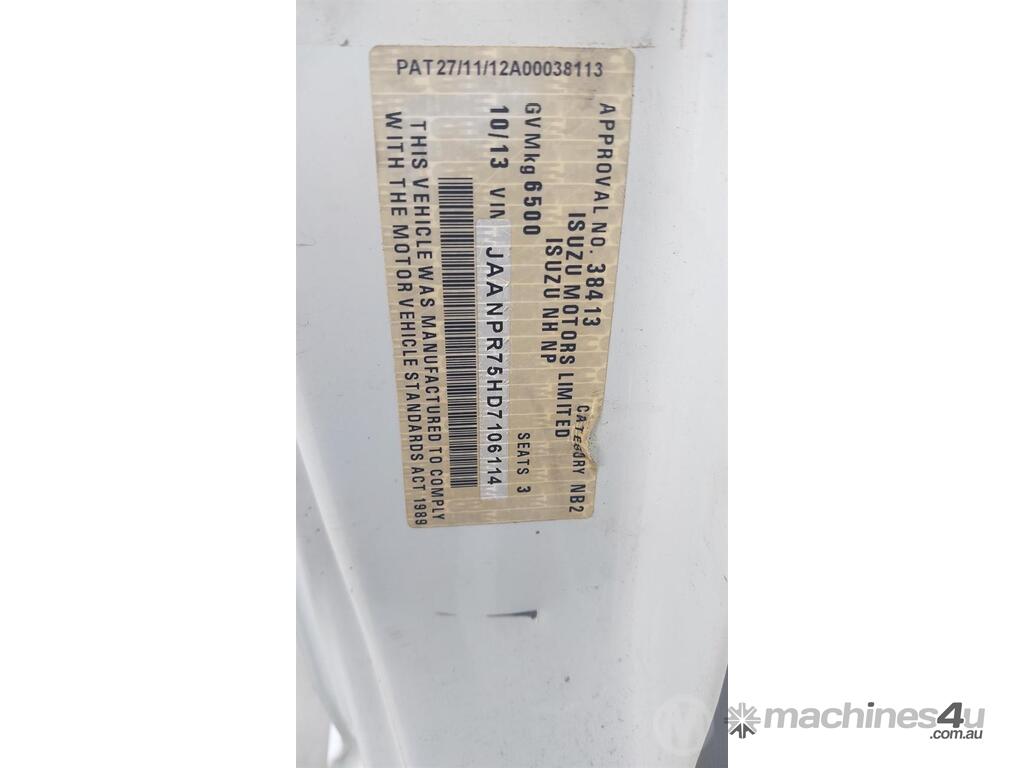 PAT27/11/12A00038113
APPROVAL NO. 38413 CATEGORY NB2
ISUZU MOTORS LIMITED
ISUZU NH NP
GVMkg 6500 SEATS 3
10/13 VIN JAANPR75HD7106114
THIS VEHICLE WAS MANUFACTURED TO COMPLY
WITH THE MOTOR VEHICLE STANDARDS ACT 1989
machines4u
.com.au